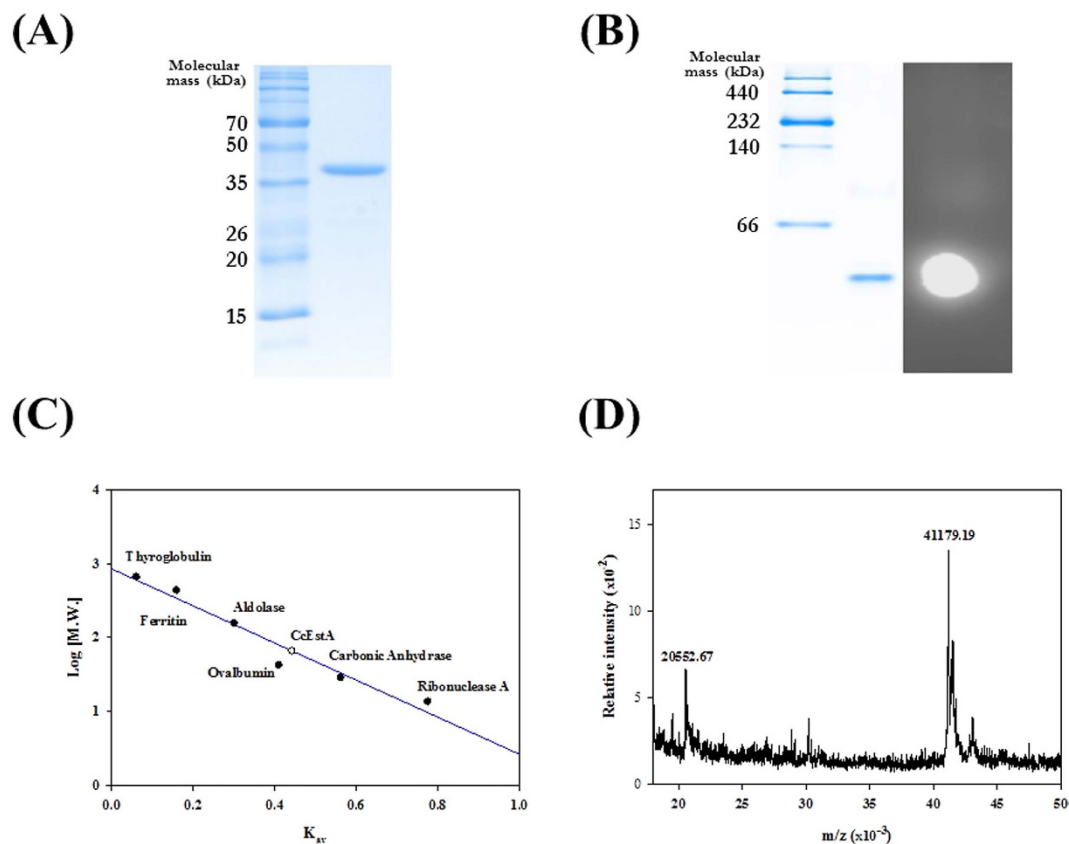 (A)
Molecular
mass (kDa)
70
50
35
26
20
15
(B)
Molecular
mass (kDa)
440
232
140
66
(C)
4
3
2
1
0
Log [M.W.]
Thyroglobulin
Ferritin
Aldolase
CcEstA
Ovalbumin
Carbonic Anhydrase
Ribonuclease A
0.0 0.2 0.4 0.6 0.8 1.0
Kav
(D)
15
10
5
0
Relative intensity (x10-2)
41179.19
20552.67
20 25 30 35 40 45 50
m/z (x10-3)